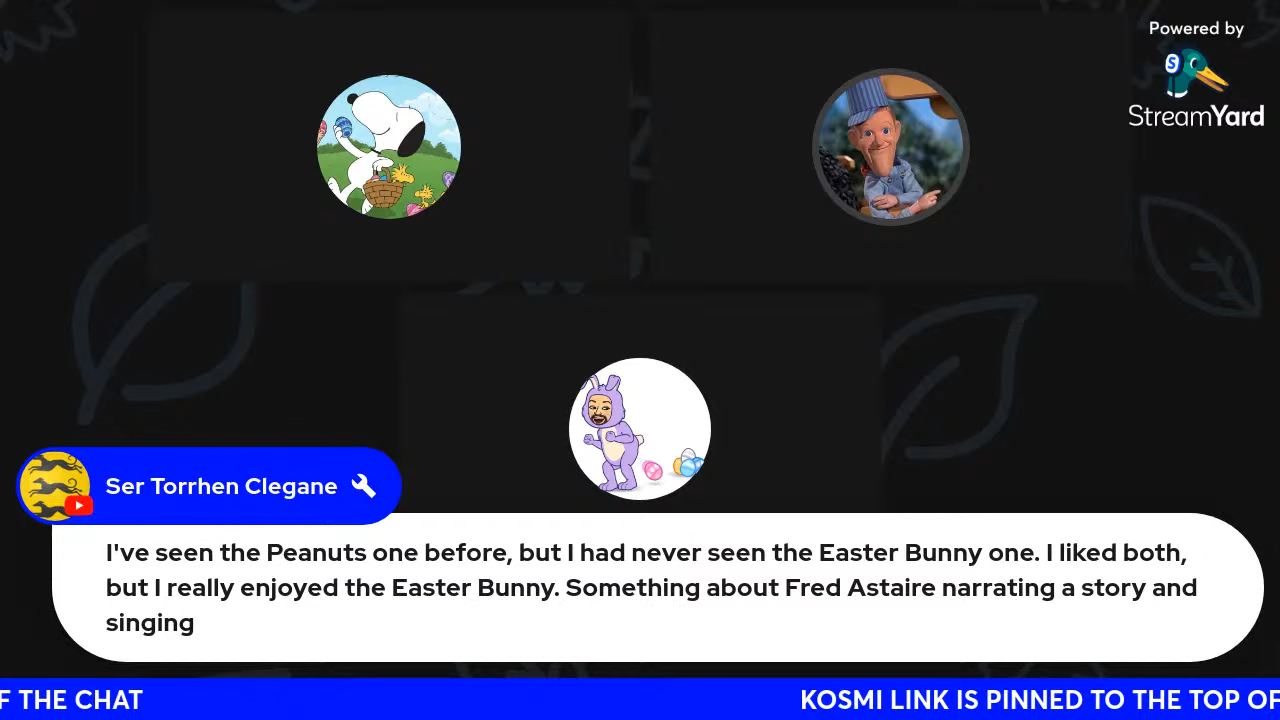 Powered by
S
StreamYard
Ser Torrhen Clegane
I've seen the Peanuts one before, but I had never seen the Easter Bunny one. I liked both,
but I really enjoyed the Easter Bunny. Something about Fred Astaire narrating a story and
singing
F THE CHAT
KOSMI LINK IS PINNED TO THE TOP OF